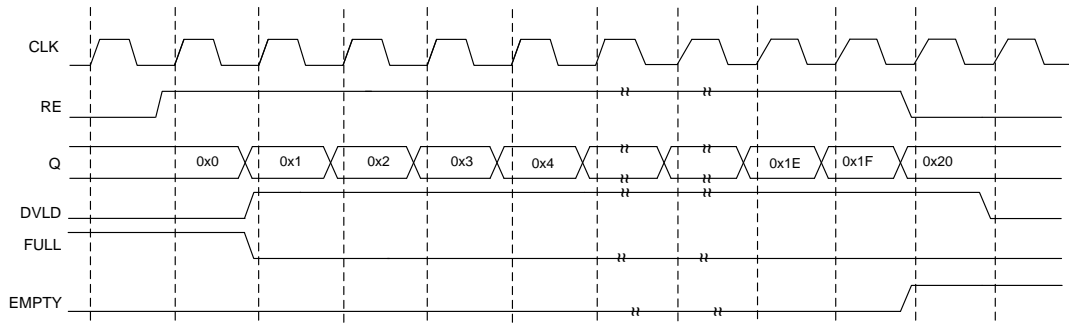 CLK
RE
Q 0x0 0x1 0x2 0x3 0x4 0x1E 0x1F 0x20
DVLD
FULL
EMPTY